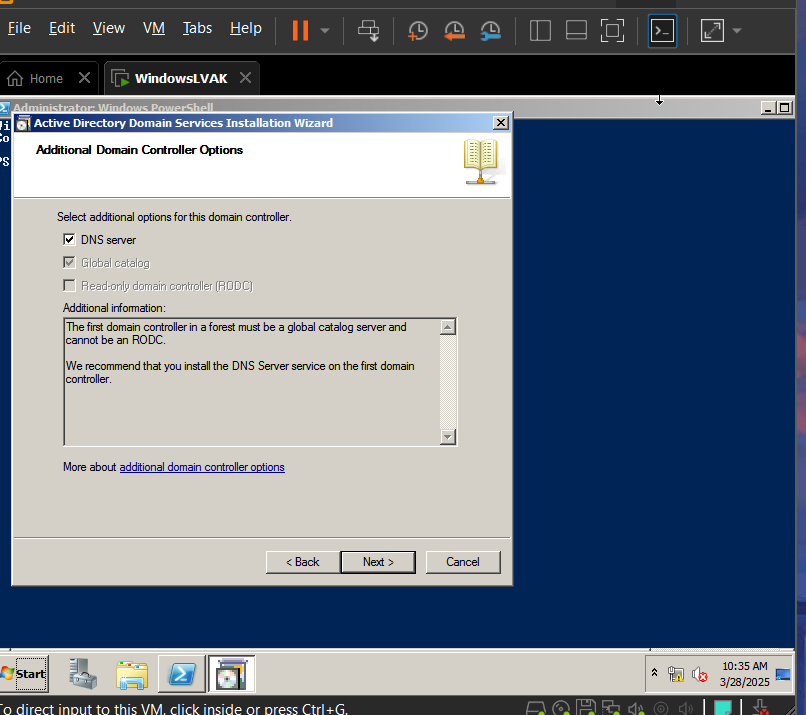 File Edit View VM Tabs Help
Home WindowsLVAK
Administrator: Windows PowerShell
Active Directory Domain Services Installation Wizard
Additional Domain Controller Options
PS
Select additional options for this domain controller.
DNS server
Global catalog
Read-only domain controller (RODC)
Additional information:
The first domain controller in a forest must be a global catalog server and
cannot be an RODC.
We recommend that you install the DNS Server service on the first domain
controller.
More about additional domain controller options
< Back Next > Cancel
Start
10:35 AM
3/28/2025
To direct input to this VM, click inside or press Ctrl+G.